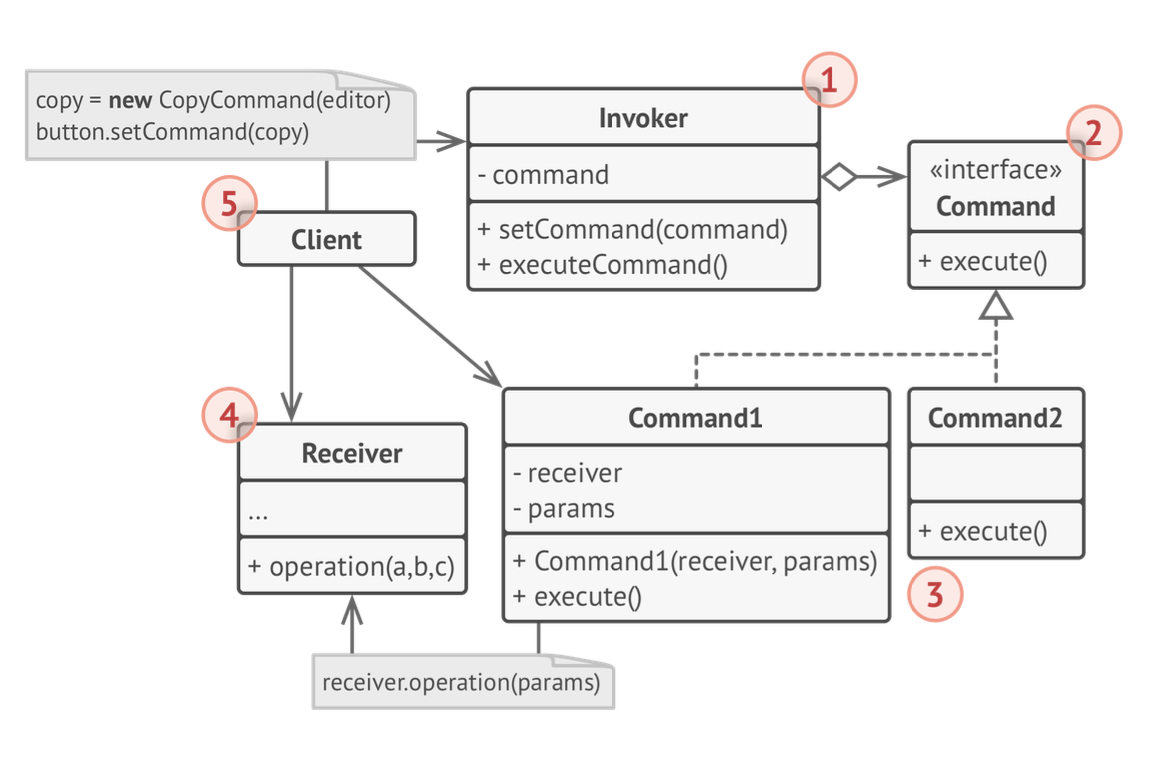 copy = new CopyCommand(editor)
button.setCommand(copy)
1
Invoker
- command
+ setCommand(command)
+ executeCommand()
2
«interface»
Command
+ execute()
5
Client
4
Receiver
...
+ operation(a,b,c)
Command1
- receiver
- params
+ Command1(receiver, params)
+ execute()
Command2
+ execute()
3
receiver.operation(params)